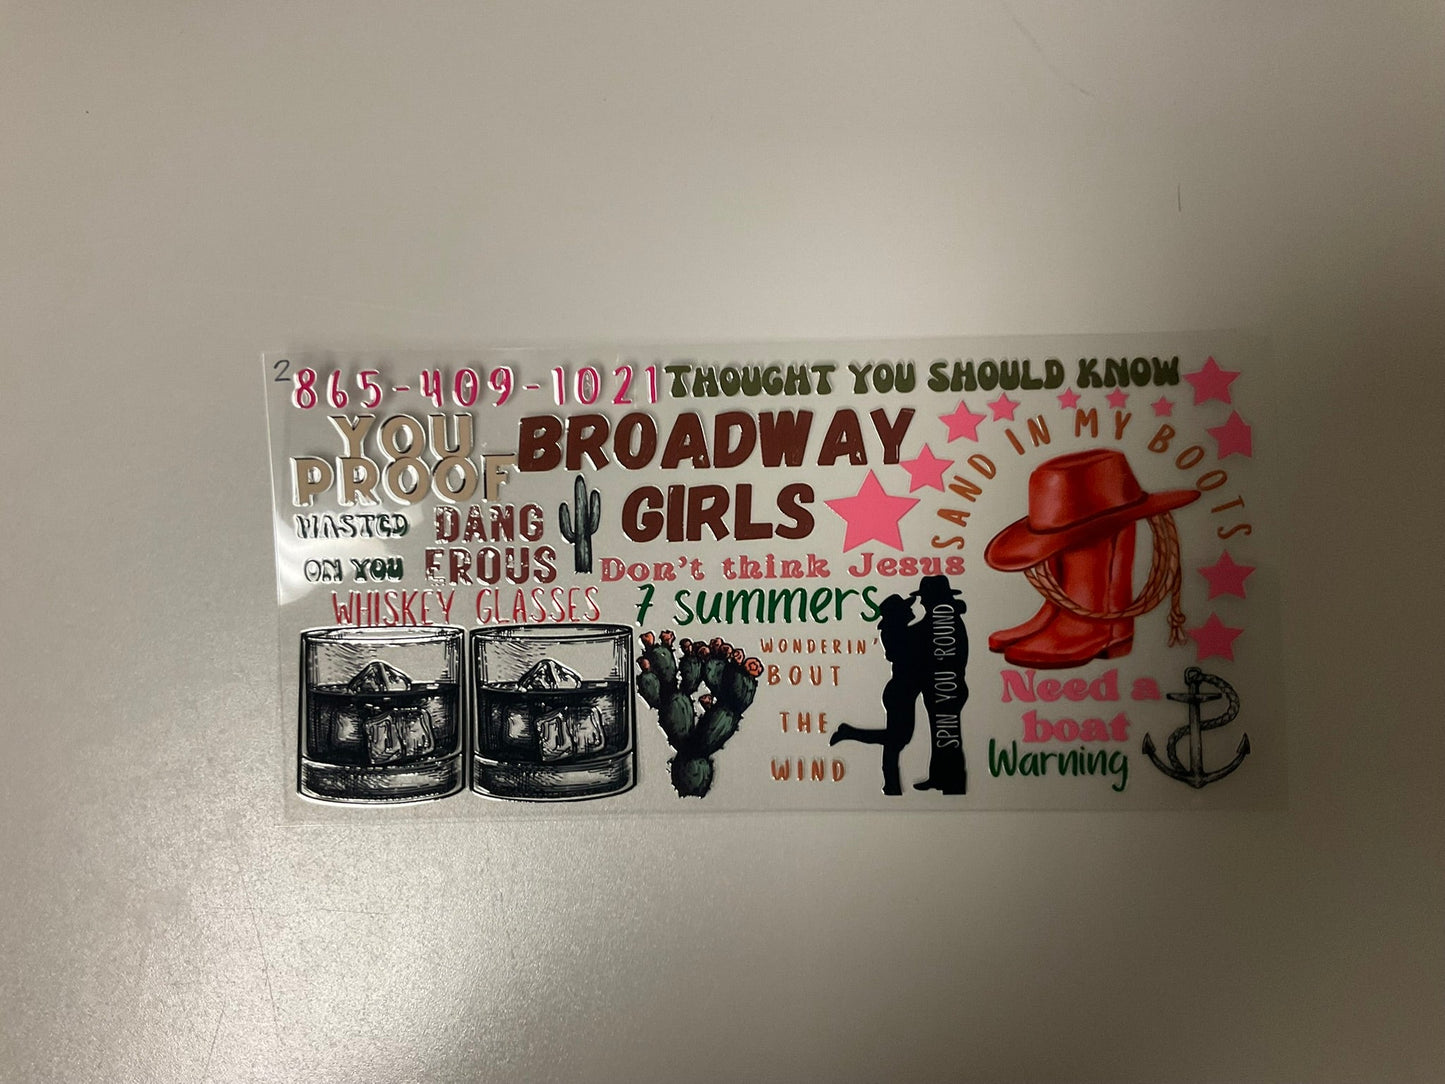 2
865-409-1021
THOUGHT YOU SHOULD KNOW
YOU
PROOF
BROADWAY
GIRLS
SAND IN MY BOOTS
WASTED
ON YOU
DANG
EROUS
Don't think Jesus
WHISKEY GLASSES
7 summers
WONDERIN'
BOUT
THE
WIND
SPIN YOU 'ROUND
Need a
boat
Warning